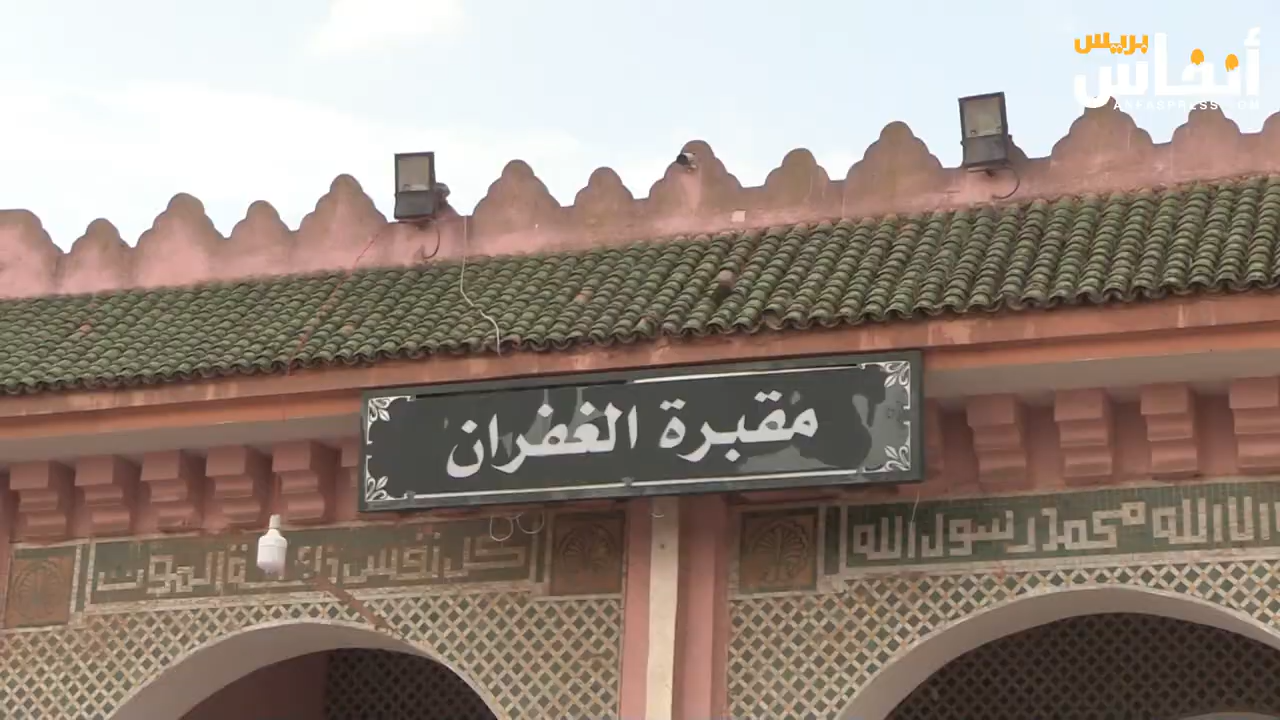 بريس
أنفاس
ANFASPRESS.COM
مقبرة الغفران
الا الله محمد رسول الله
كل نفس ذائقة الموت